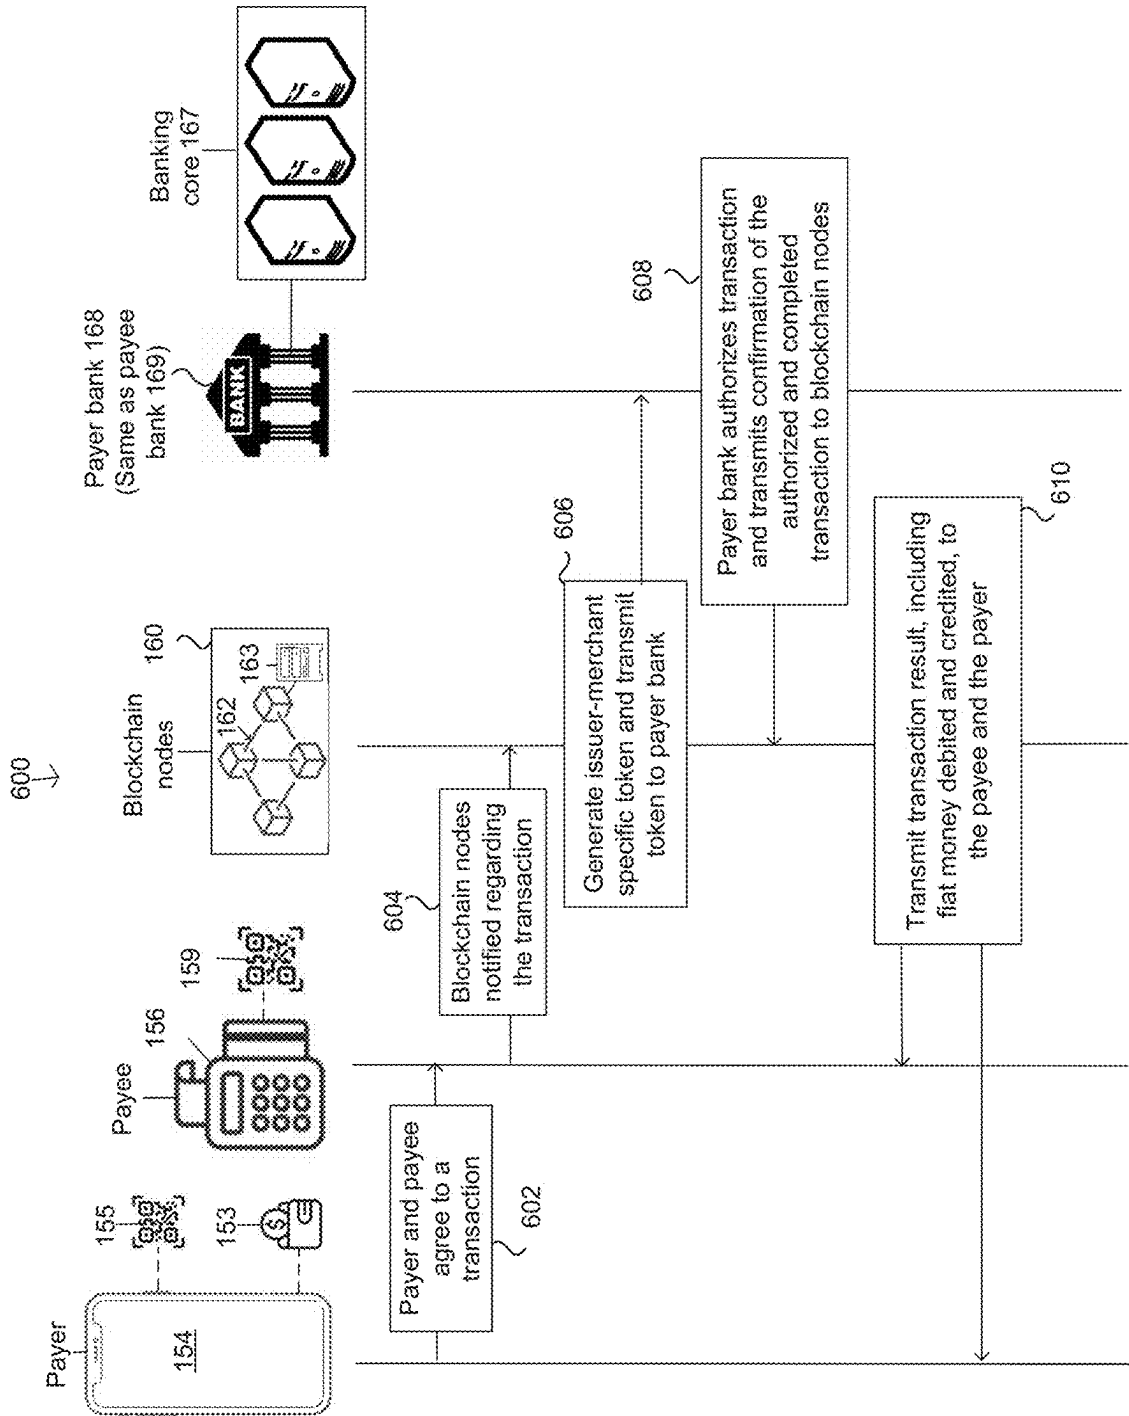 600
Payer
154
155
153
Payee
156
159
Blockchain
nodes
160
162
163
Payer bank 168
(Same as payee
bank 169)
BANK
Banking
core 167
Payer and payee
agree to a
transaction
602
604
Blockchain nodes
notified regarding
the transaction
606
Generate issuer-merchant
specific token and transmit
token to payer bank
608
Payer bank authorizes transaction
and transmits confirmation of the
authorized and completed
transaction to blockchain nodes
Transmit transaction result, including
fiat money debited and credited, to
the payee and the payer
610
$